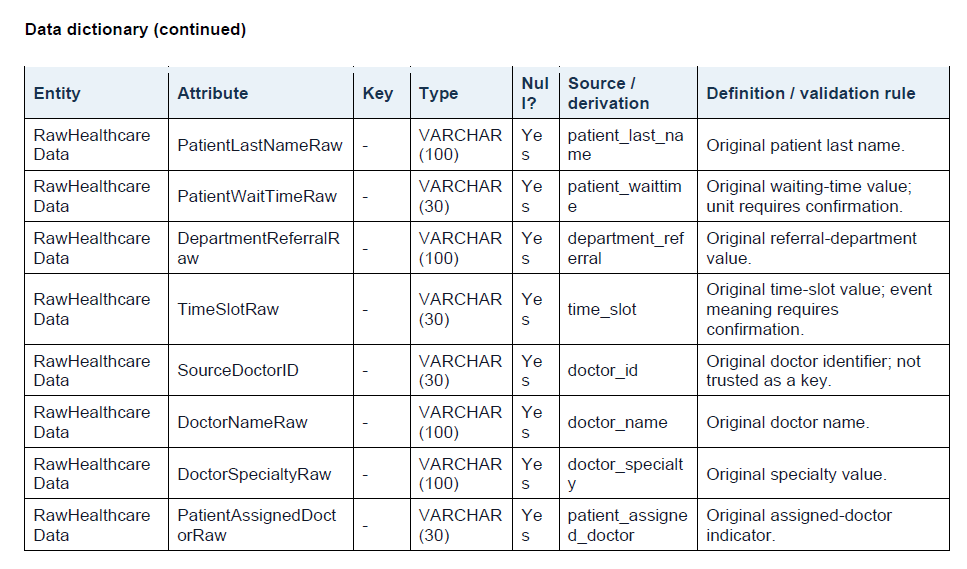 Data dictionary (continued)
Entity Attribute Key Type Nul Source / Definition / validation rule
l? derivation
RawHealthcare PatientLastNameRaw - VARCHAR Ye patient_last_na Original patient last name.
Data (100) s me
RawHealthcare PatientWaitTimeRaw - VARCHAR Ye patient_waittim Original waiting-time value;
Data (30) s e unit requires confirmation.
RawHealthcare DepartmentReferralR - VARCHAR Ye department_ref Original referral-department
Data aw (100) s erral value.
RawHealthcare TimeSlotRaw - VARCHAR Ye time_slot Original time-slot value; event
Data (30) s meaning requires
confirmation.
RawHealthcare SourceDoctorID - VARCHAR Ye doctor_id Original doctor identifier; not
Data (30) s trusted as a key.
RawHealthcare DoctorNameRaw - VARCHAR Ye doctor_name Original doctor name.
Data (100) s
RawHealthcare DoctorSpecialtyRaw - VARCHAR Ye doctor_specialt Original specialty value.
Data (100) s y
RawHealthcare PatientAssignedDoct - VARCHAR Ye patient_assigne Original assigned-doctor
Data orRaw (30) s d_doctor indicator.